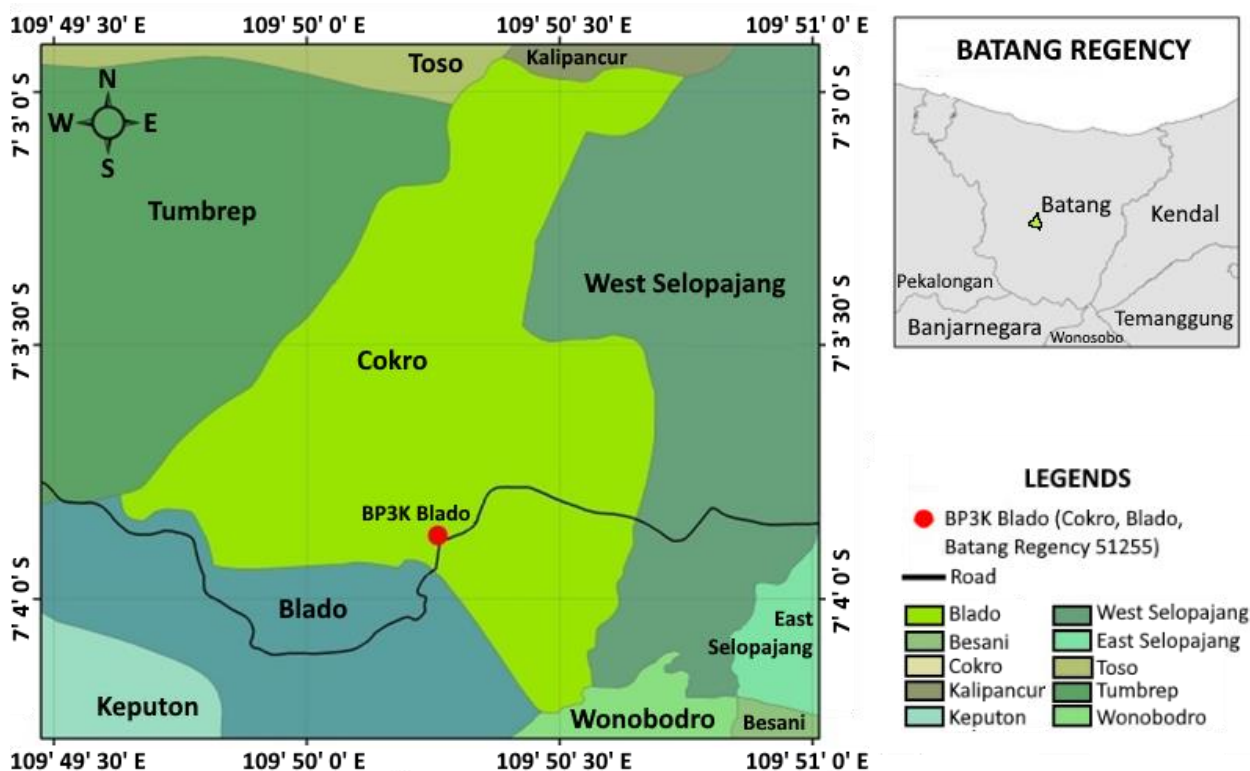 109' 49' 30' E 109' 50' 0' E 109' 50' 30' E 109' 51' 0' E
7' 3' 0' S
7' 3' 30' S
7' 4' 0' S
7' 3' 0' S
7' 3' 30' S
7' 4' 0' S
N
W E
S
Toso
Kalipancur
Tumbrep
West Selopajang
Cokro
BP3K Blado
Blado
East
Selopajang
Keputon
Wonobodro
Besani
109' 49' 30' E 109' 50' 0' E 109' 50' 30' E 109' 51' 0' E
BATANG REGENCY
Batang
Kendal
Pekalongan
Banjarnegara
Temanggung
Wonosobo
LEGENDS
BP3K Blado (Cokro, Blado,
Batang Regency 51255)
Road
Blado
Besani
Cokro
Kalipancur
Keputon
West Selopajang
East Selopajang
Toso
Tumbrep
Wonobodro